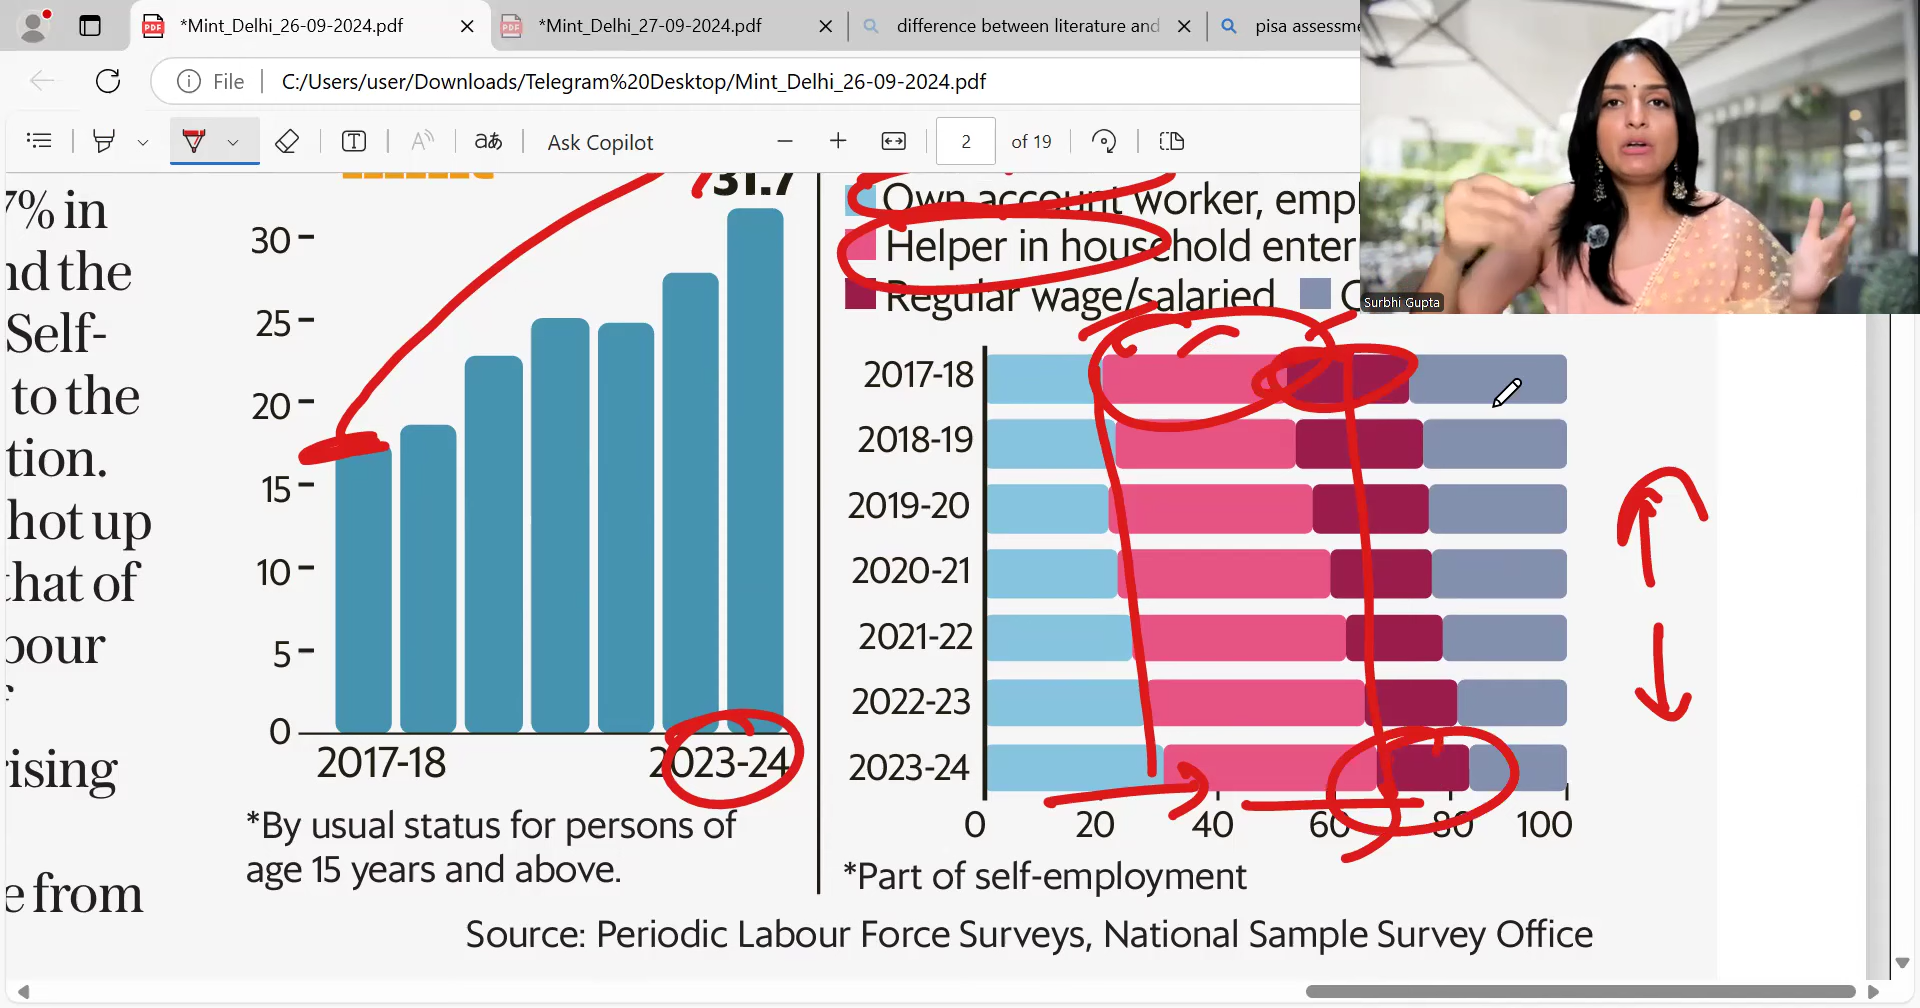 *Mint_Delhi_26-09-2024.pdf
*Mint_Delhi_27-09-2024.pdf
difference between literature and
pisa assessme
File
C:/Users/user/Downloads/Telegram%20Desktop/Mint_Delhi_26-09-2024.pdf
Ask Copilot
2 of 19
Surbhi Gupta
7% in
nd the
Self-
to the
tion.
hot up
that of
bour
rising
e from
31.7
30
25
20
15
10
5
0
2017-18
2023-24
*By usual status for persons of
age 15 years and above.
Own account worker, empl
Helper in household enter
Regular wage/salaried
2017-18
2018-19
2019-20
2020-21
2021-22
2022-23
2023-24
0 20 40 60 80 100
*Part of self-employment
Source: Periodic Labour Force Surveys, National Sample Survey Office